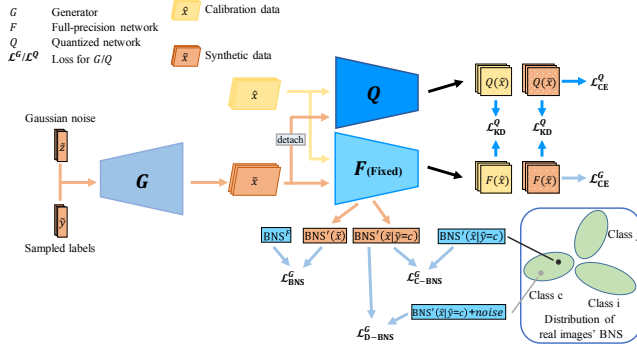 G Generator
F Full-precision network
Q Quantized network
𝓛ᴳ/𝓛^Q Loss for G/Q
x̂ Calibration data
x̃ Synthetic data
Gaussian noise
z̃
ỹ
Sampled labels
G
x̂
detach
x̃
Q
F(Fixed)
Q(x̂) Q(x̃) 𝓛^Q_CE
𝓛^Q_KD 𝓛^Q_KD
F(x̂) F(x̃) 𝓛^G_CE
BNS^F BNS′(x̃) BNS′(x̃|ỹ=c) BNS′(x̂|ŷ=c)
𝓛^G_BNS 𝓛^G_C−BNS
BNS′(x̂|ŷ=c)+noise
𝓛^G_D−BNS
Class j
Class c
Class i
Distribution of
real images' BNS